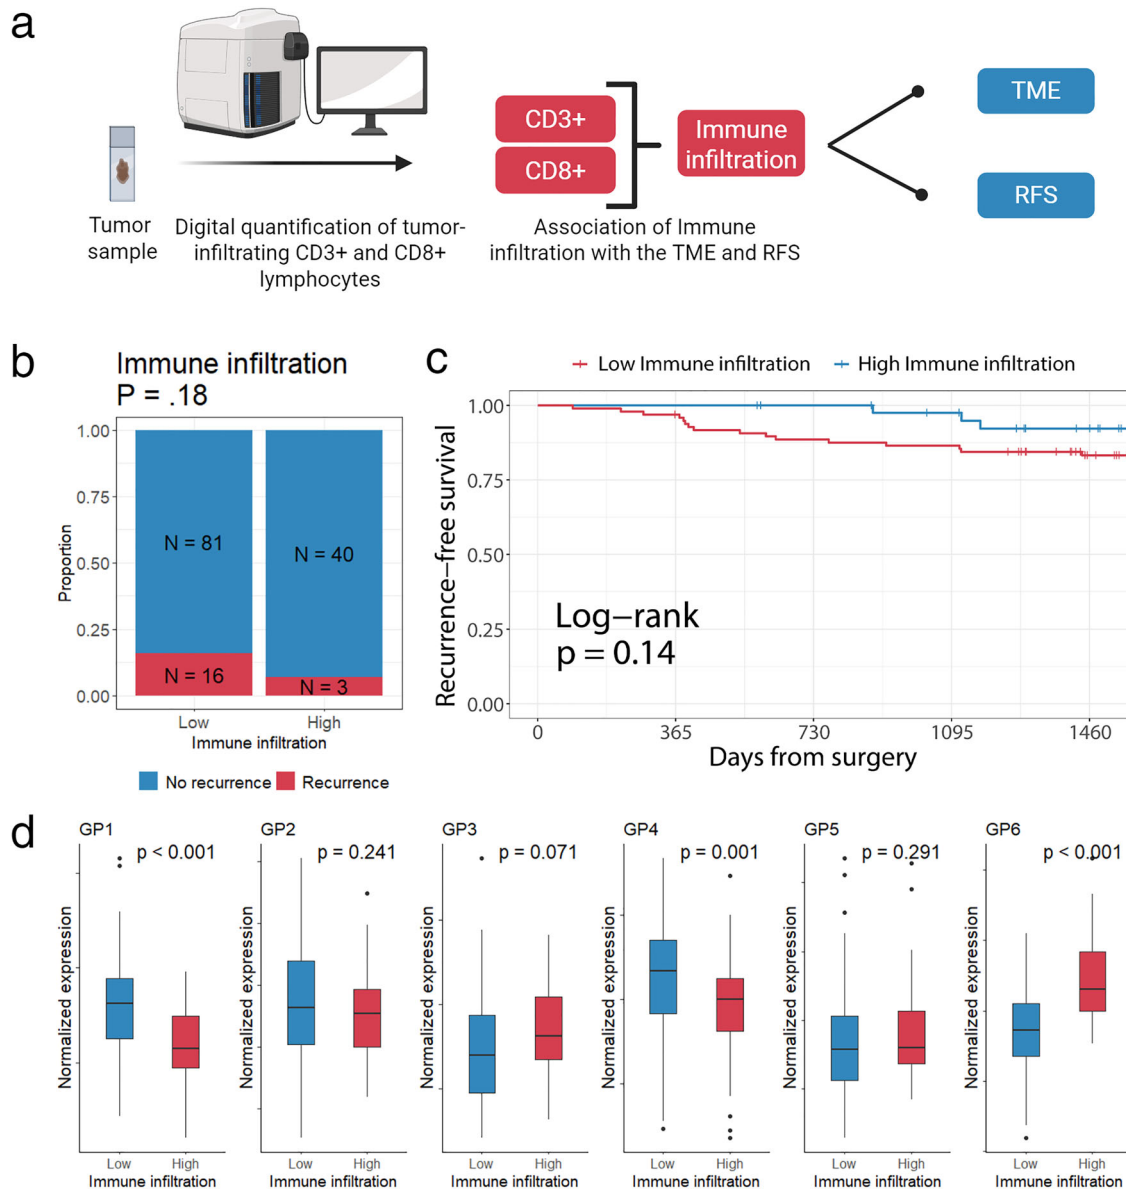 a
CD3+
CD8+
Immune
infiltration
TME
RFS
Tumor
sample
Digital quantification of tumor-
infiltrating CD3+ and CD8+
lymphocytes
Association of Immune
infiltration with the TME and RFS
b
Immune infiltration
P = .18
Proportion
1.00
0.75
0.50
0.25
0.00
N = 81
N = 40
N = 16
N = 3
Low
High
Immune infiltration
No recurrence
Recurrence
c
Low Immune infiltration
High Immune infiltration
Recurrence-free survival
1.00
0.75
0.50
0.25
0.00
Log-rank
p = 0.14
0
365
730
1095
1460
Days from surgery
d
GP1
p < 0.001
Normalized expression
Low
High
Immune infiltration
GP2
p = 0.241
Normalized expression
Low
High
Immune infiltration
GP3
p = 0.071
Normalized expression
Low
High
Immune infiltration
GP4
p = 0.001
Normalized expression
Low
High
Immune infiltration
GP5
p = 0.291
Normalized expression
Low
High
Immune infiltration
GP6
p < 0.001
Normalized expression
Low
High
Immune infiltration